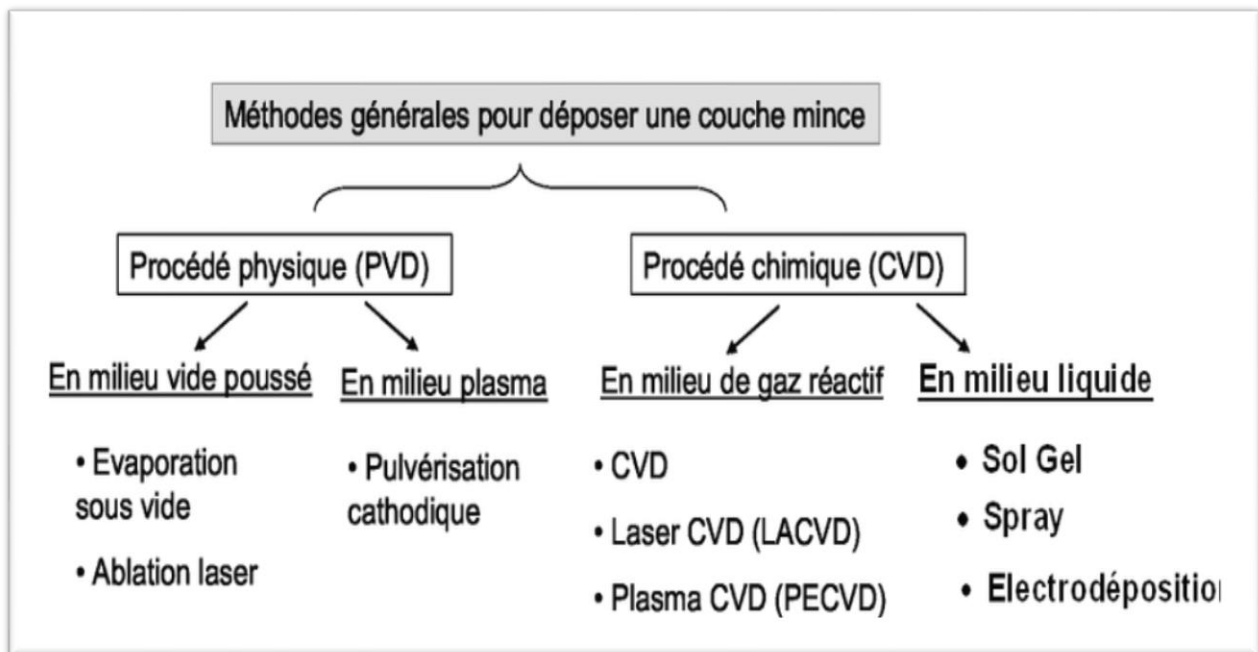 Méthodes générales pour déposer une couche mince
Procédé physique (PVD)
Procédé chimique (CVD)
En milieu vide poussé
• Evaporation
sous vide
• Ablation laser
En milieu plasma
• Pulvérisation
cathodique
En milieu de gaz réactif
• CVD
• Laser CVD (LACVD)
• Plasma CVD (PECVD)
En milieu liquide
• Sol Gel
• Spray
• Electrodépositio